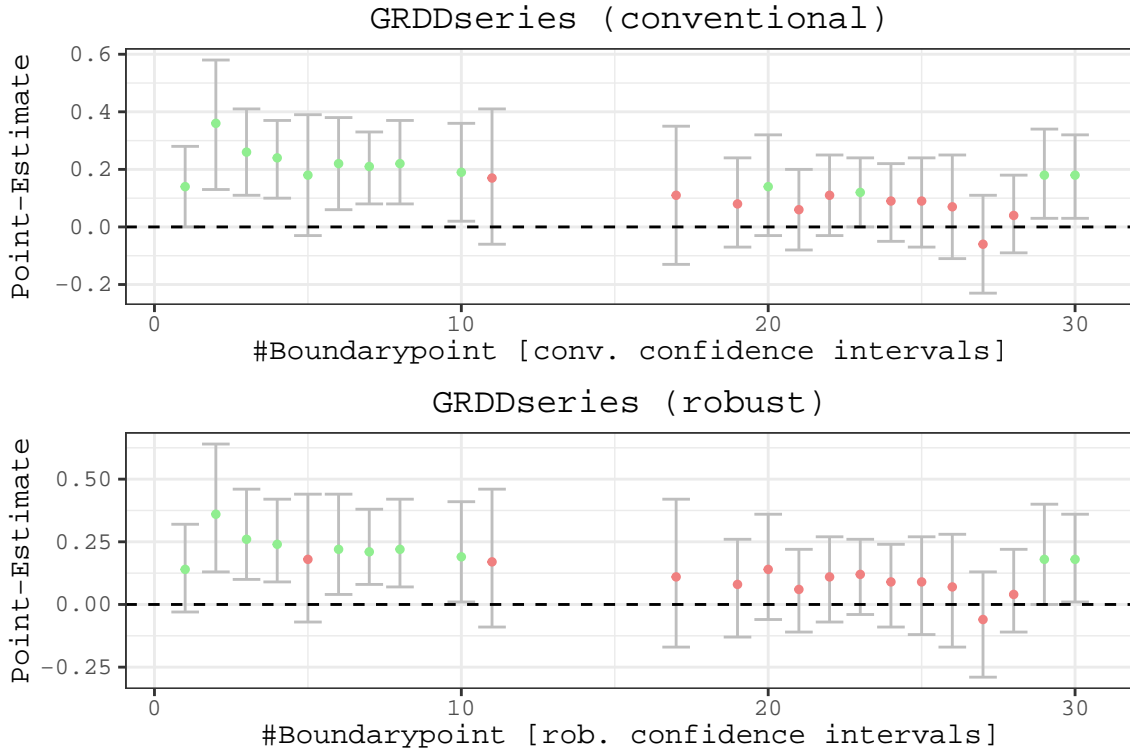 GRDDseries (conventional)
Point-Estimate
0.6
0.4
0.2
0.0
-0.2
0 10 20 30
#Boundarypoint [conv. confidence intervals]
GRDDseries (robust)
Point-Estimate
0.50
0.25
0.00
-0.25
0 10 20 30
#Boundarypoint [rob. confidence intervals]